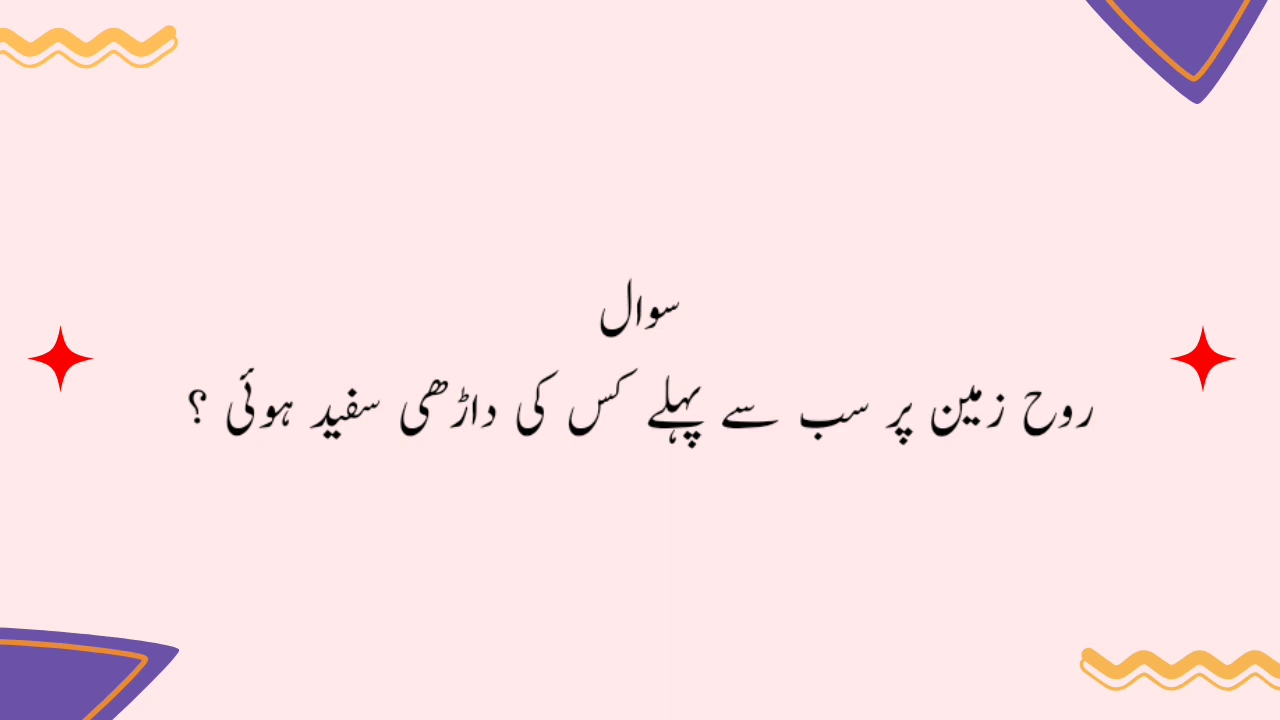 سوال
روح زمین پر سب سے پہلے کس کی داڑھی سفید ہوئی ؟